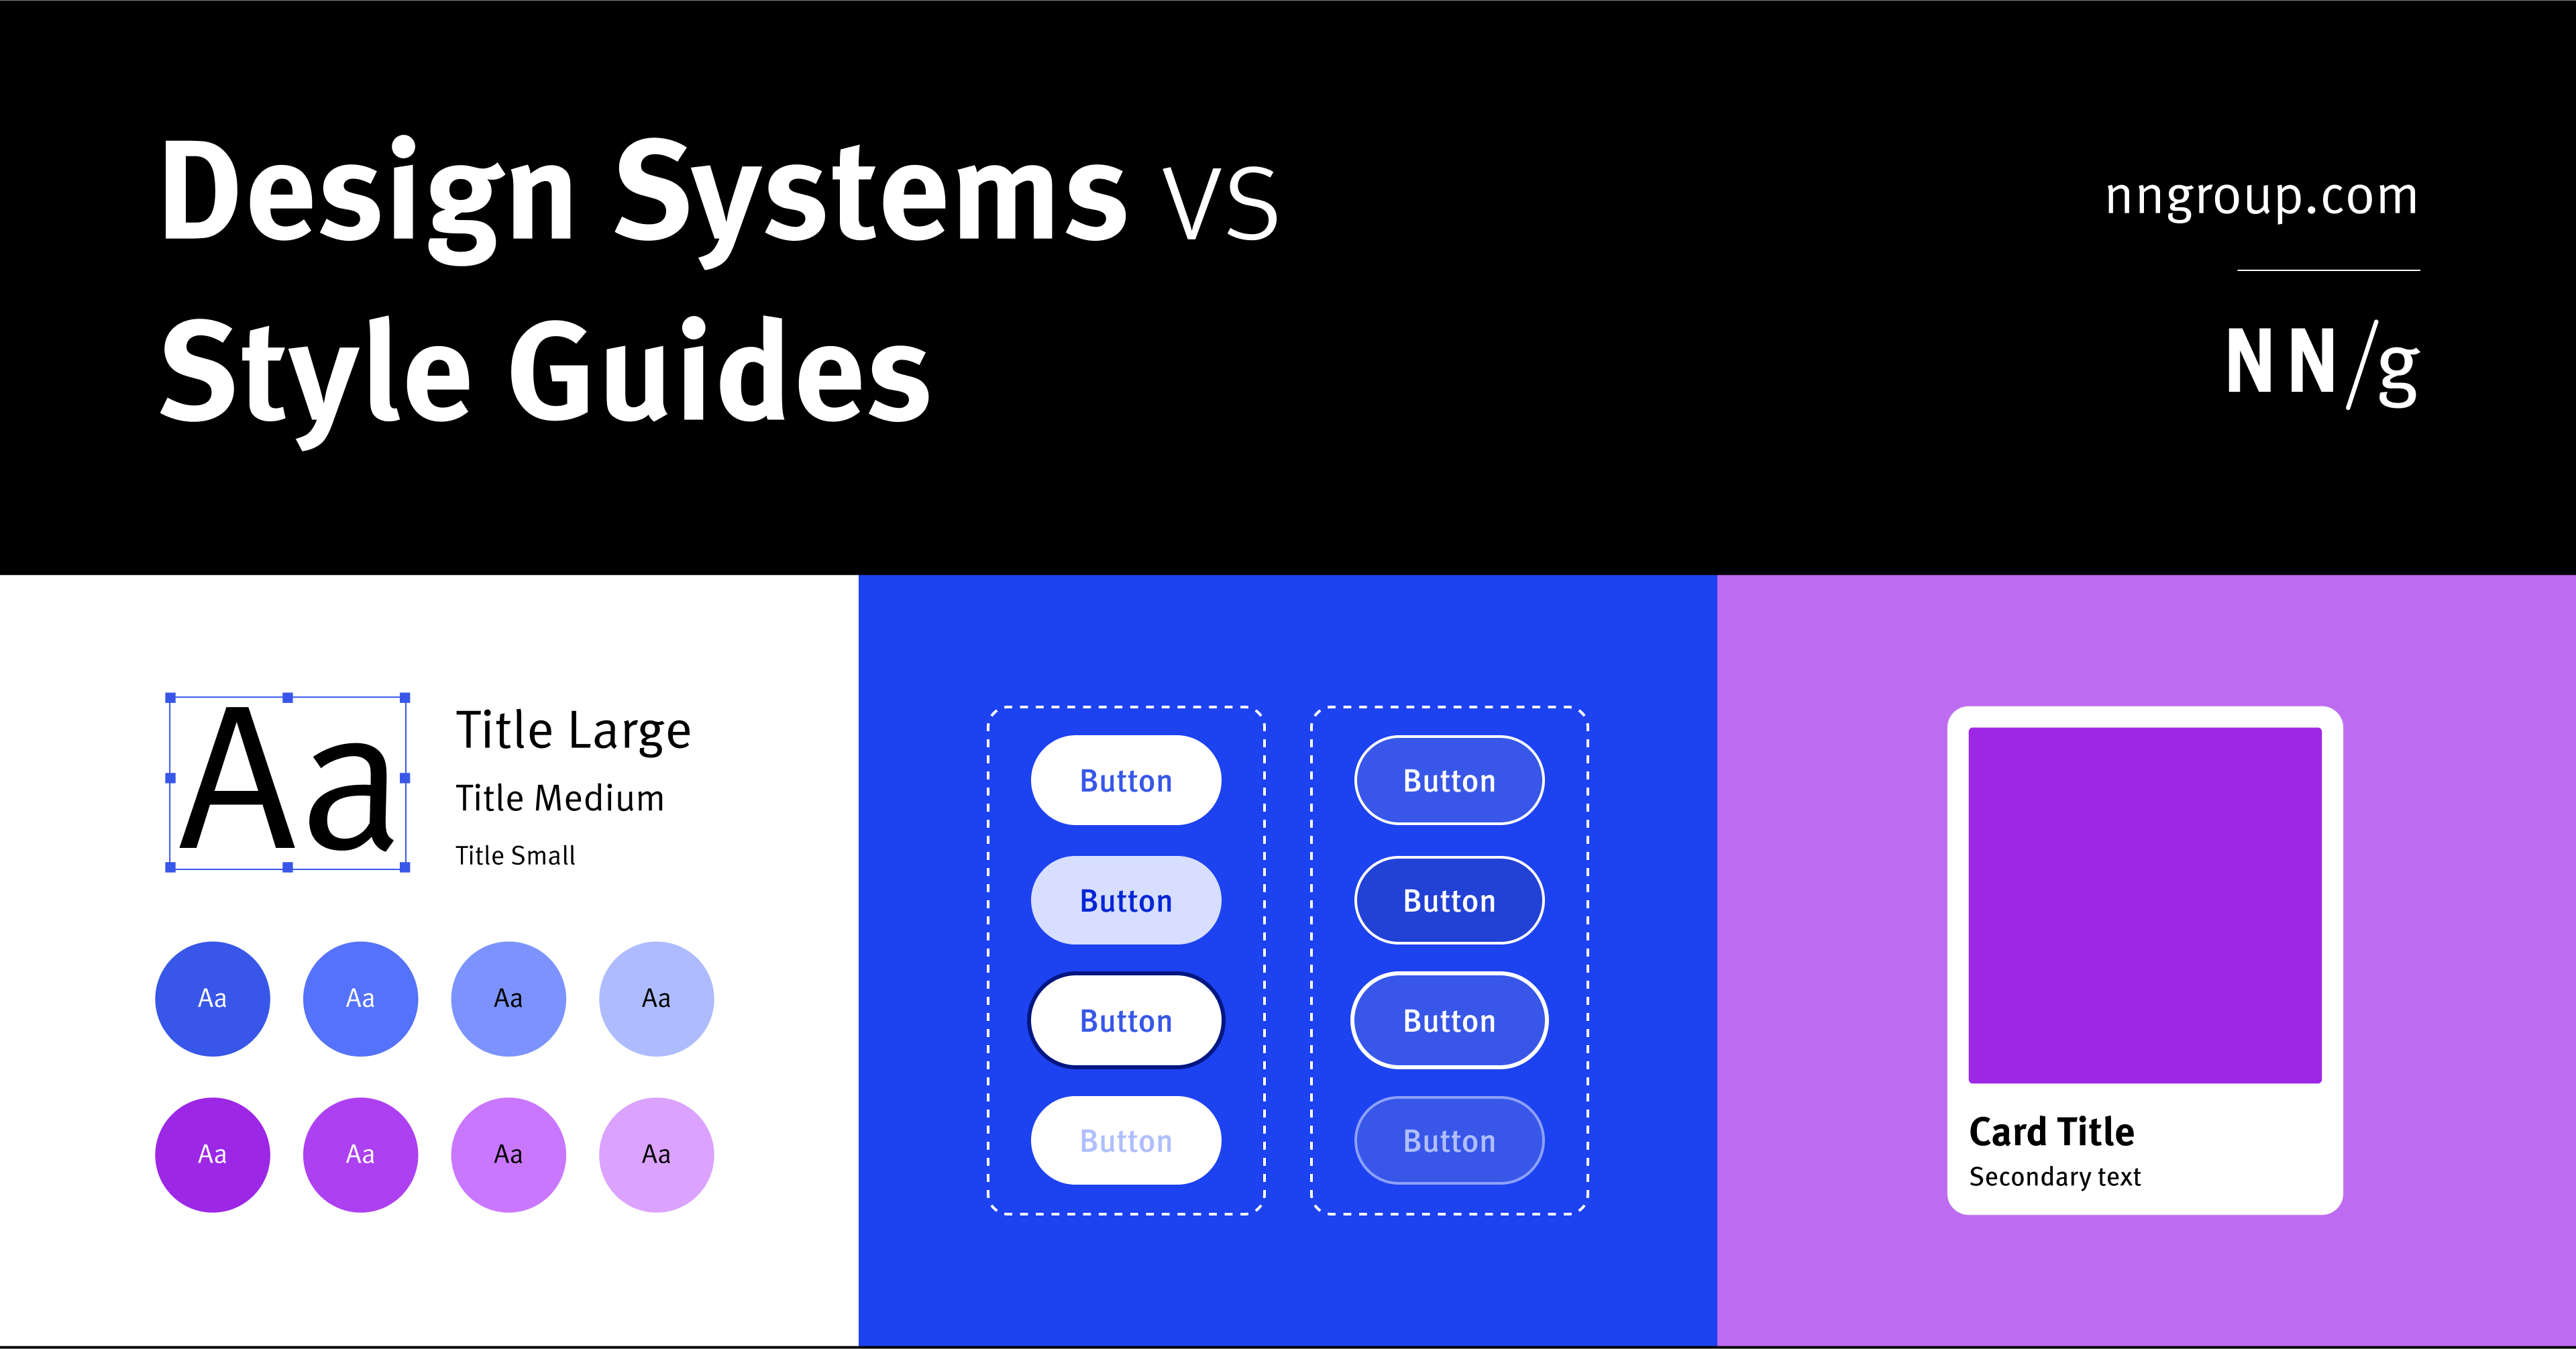 Design Systems VS
Style Guides
nngroup.com
NN/g
Aa
Title Large
Title Medium
Title Small
Aa Aa Aa Aa
Aa Aa Aa Aa
Button Button
Button Button
Button Button
Button Button
Card Title
Secondary text